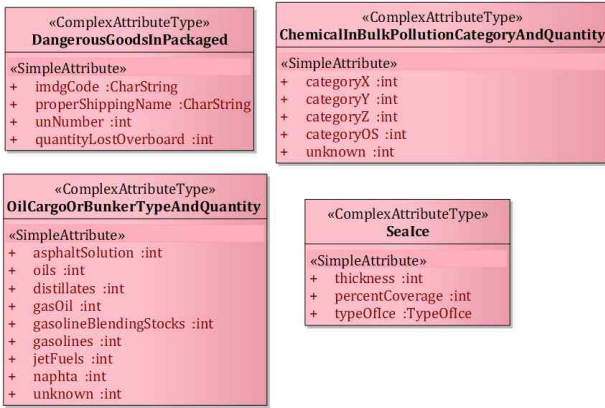 «ComplexAttributeType»
DangerousGoodsInPackaged
«SimpleAttribute»
+ imdgCode :CharString
+ properShippingName :CharString
+ unNumber :int
+ quantityLostOverboard :int
«ComplexAttributeType»
ChemicalInBulkPollutionCategoryAndQuantity
«SimpleAttribute»
+ categoryX :int
+ categoryY :int
+ categoryZ :int
+ categoryOS :int
+ unknown :int
«ComplexAttributeType»
OilCargoOrBunkerTypeAndQuantity
«SimpleAttribute»
+ asphaltSolution :int
+ oils :int
+ distillates :int
+ gasOil :int
+ gasolineBlendingStocks :int
+ gasolines :int
+ jetFuels :int
+ naphta :int
+ unknown :int
«ComplexAttributeType»
SeaIce
«SimpleAttribute»
+ thickness :int
+ percentCoverage :int
+ typeOfIce :TypeOfIce